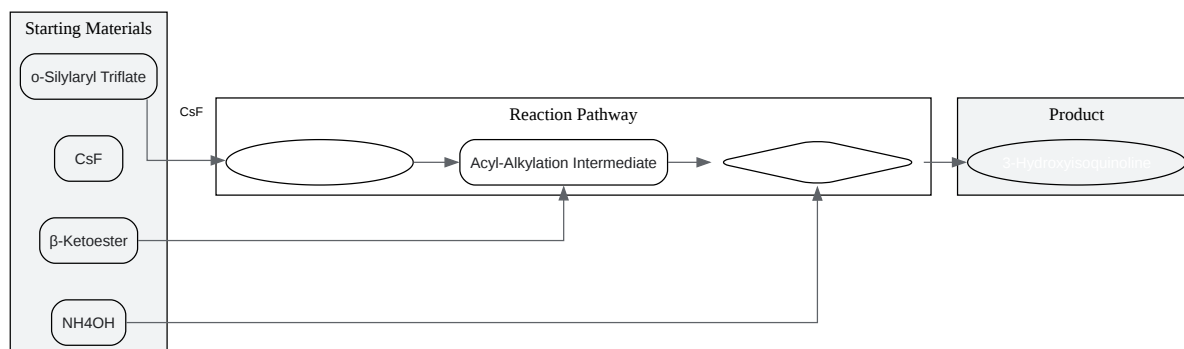 Starting Materials
o-Silylaryl Triflate
CsF
β-Ketoester
NH4OH
CsF
Reaction Pathway
Acyl-Alkylation Intermediate
Product
3-Hydroxyisoquinoline